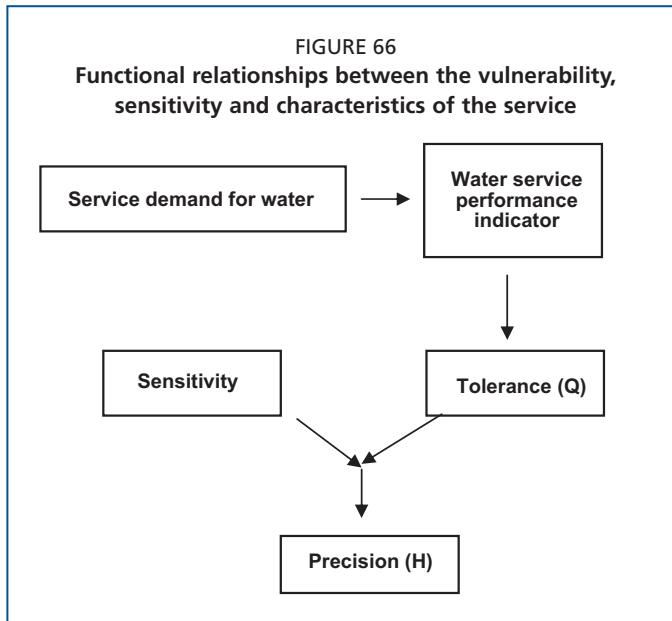 FIGURE 66
Functional relationships between the vulnerability,
sensitivity and characteristics of the service
Service demand for water
Water service
performance
indicator
Sensitivity
Tolerance (Q)
Precision (H)